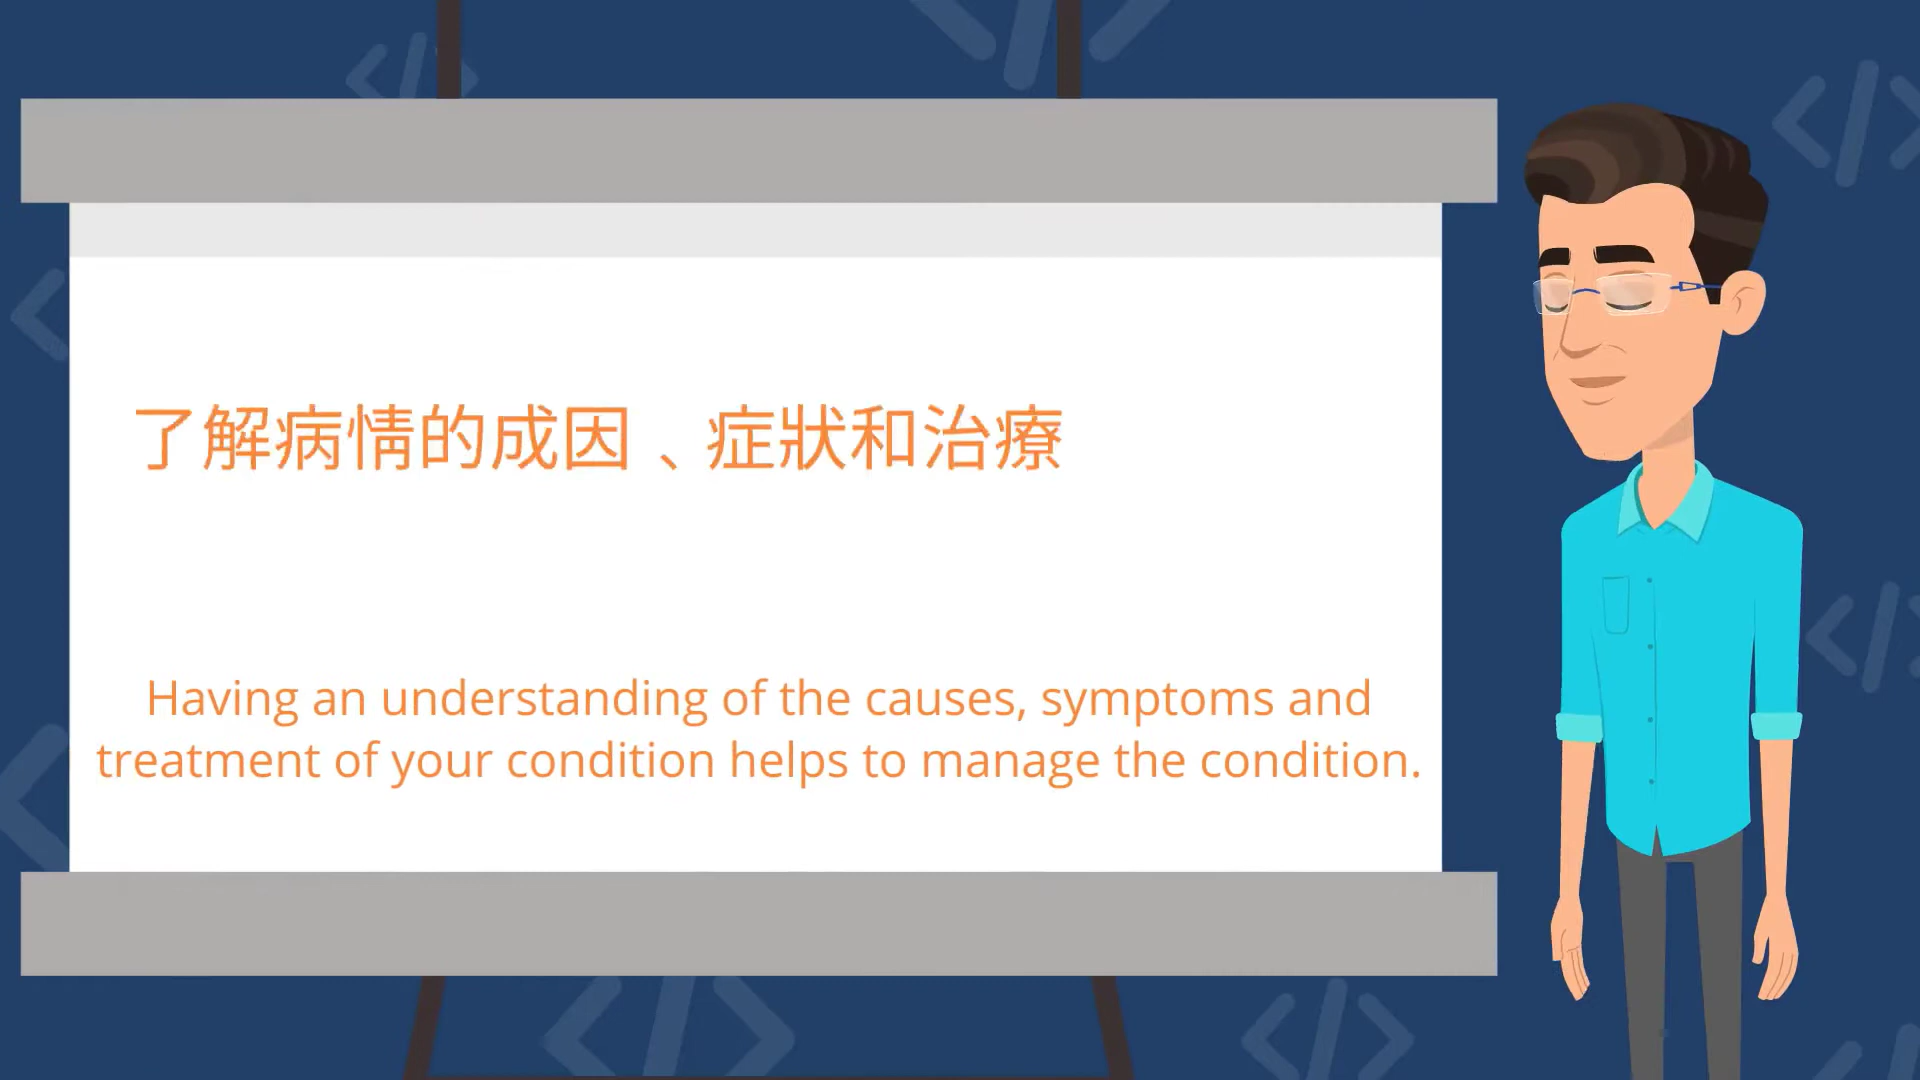 了解病情的成因、症狀和治療
Having an understanding of the causes, symptoms and
treatment of your condition helps to manage the condition.